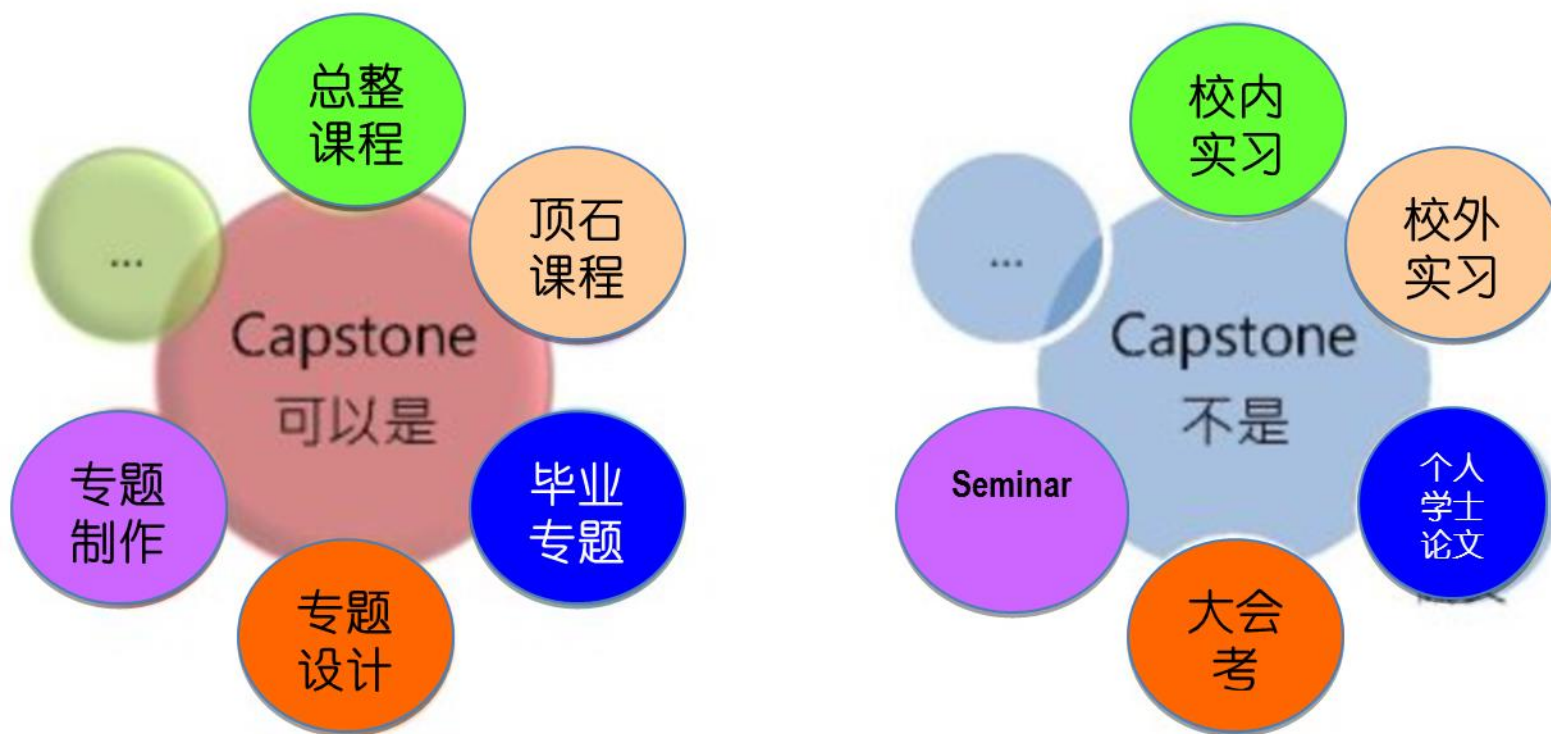 总整
课程
顶石
课程
毕业
专题
专题
设计
专题
制作
...
Capstone
可以是
校内
实习
校外
实习
个人
学士
论文
大会
考
Seminar
...
Capstone
不是